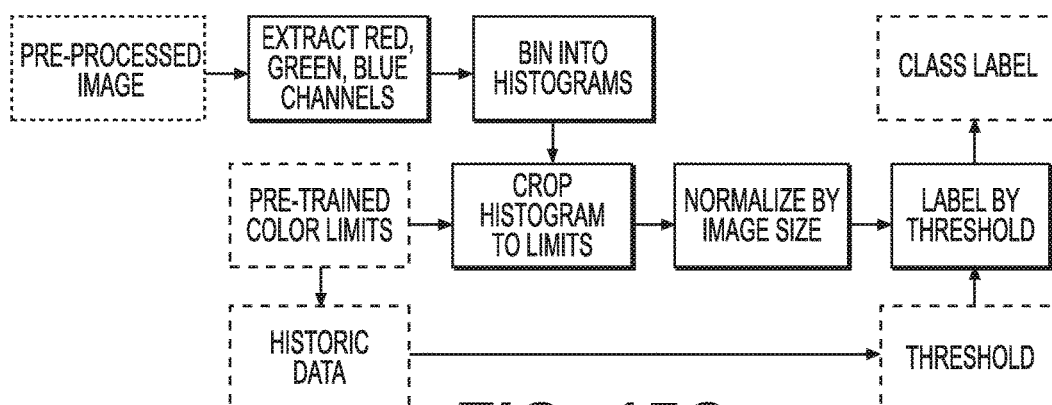 PRE-PROCESSED
IMAGE
EXTRACT RED,
GREEN, BLUE
CHANNELS
BIN INTO
HISTOGRAMS
CLASS LABEL
PRE-TRAINED
COLOR LIMITS
CROP
HISTOGRAM
TO LIMITS
NORMALIZE BY
IMAGE SIZE
LABEL BY
THRESHOLD
HISTORIC
DATA
THRESHOLD